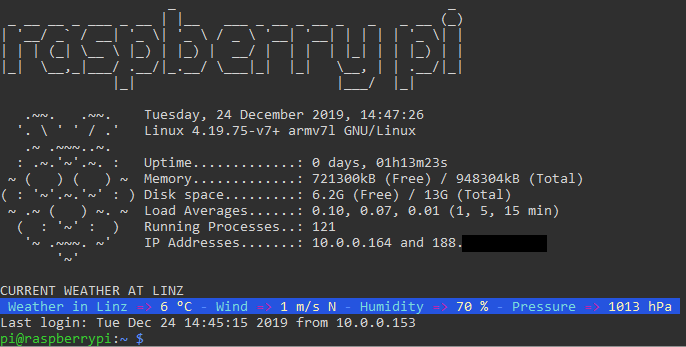 raspberrypi
Tuesday, 24 December 2019, 14:47:26
Linux 4.19.75-v7+ armv7l GNU/Linux
Uptime.............: 0 days, 01h13m23s
Memory.............: 721300kB (Free) / 948304kB (Total)
Disk space.........: 6.2G (Free) / 13G (Total)
Load Averages......: 0.10, 0.07, 0.01 (1, 5, 15 min)
Running Processes..: 121
IP Addresses.......: 10.0.0.164 and 188.
CURRENT WEATHER AT LINZ
Weather in Linz => 6 °C - Wind => 1 m/s N - Humidity => 70 % - Pressure => 1013 hPa
Last login: Tue Dec 24 14:45:15 2019 from 10.0.0.153
pi@raspberrypi:~ $